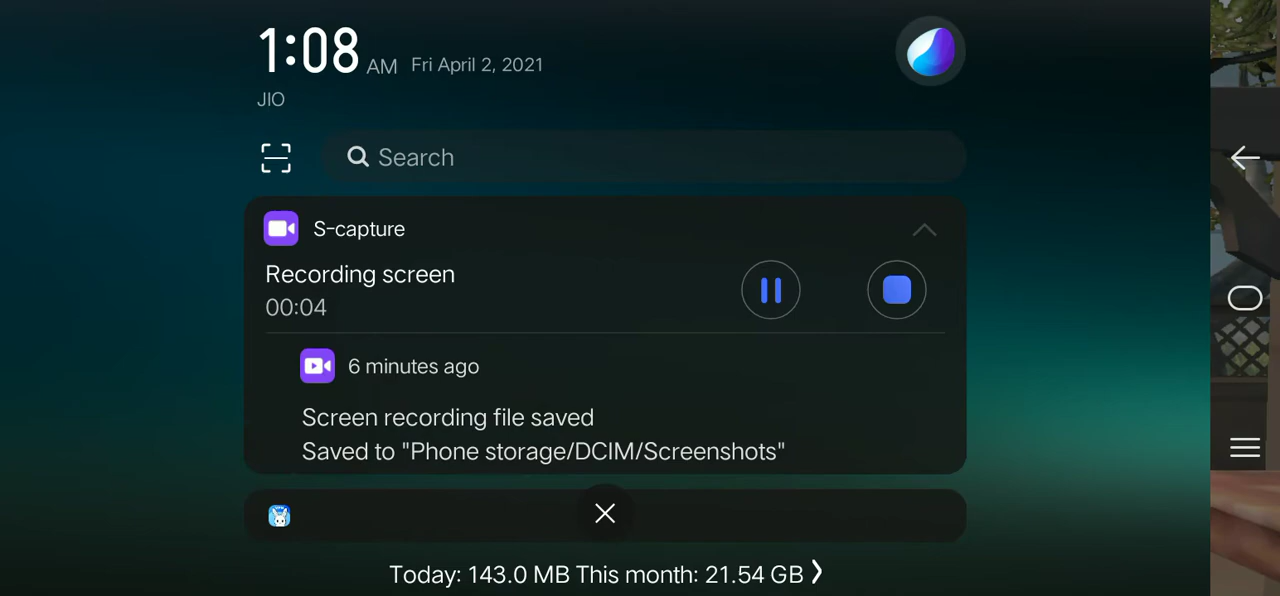 1:08 AM Fri April 2, 2021
JIO
Search
S-capture
Recording screen
00:04
6 minutes ago
Screen recording file saved
Saved to "Phone storage/DCIM/Screenshots"
Today: 143.0 MB This month: 21.54 GB